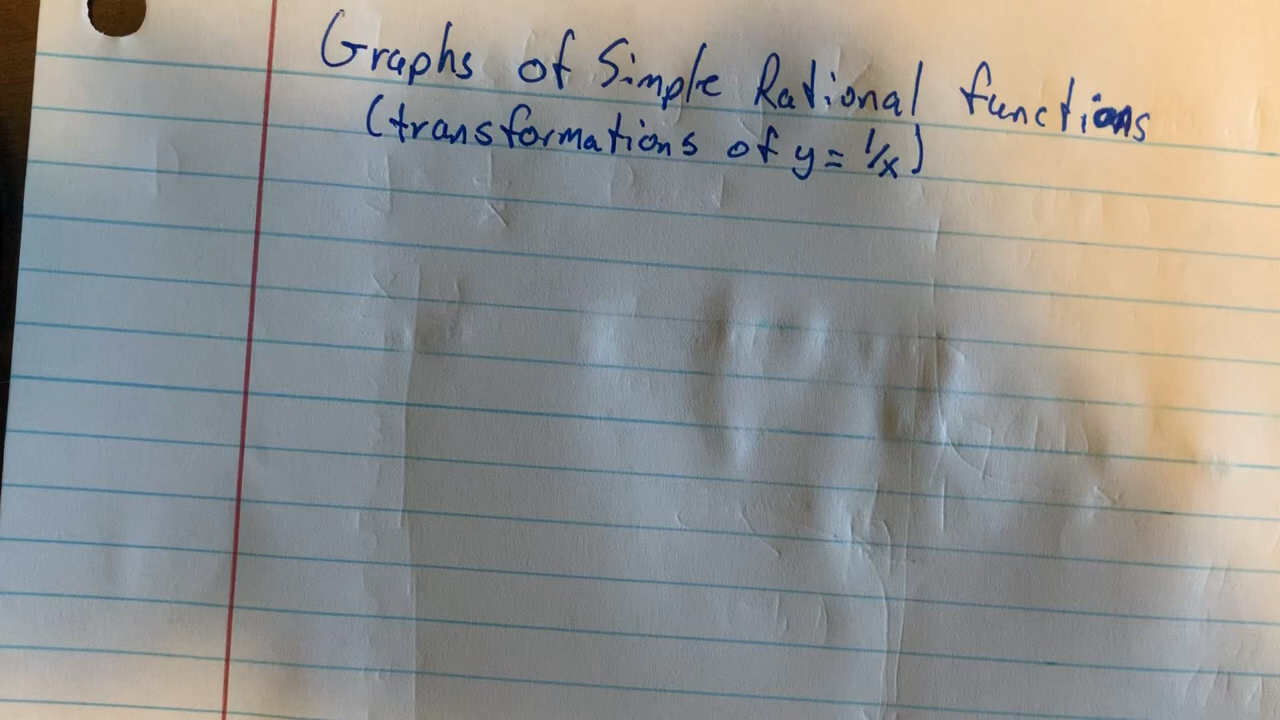 Graphs of Simple Rational functions
(transformations of y = 1/x)